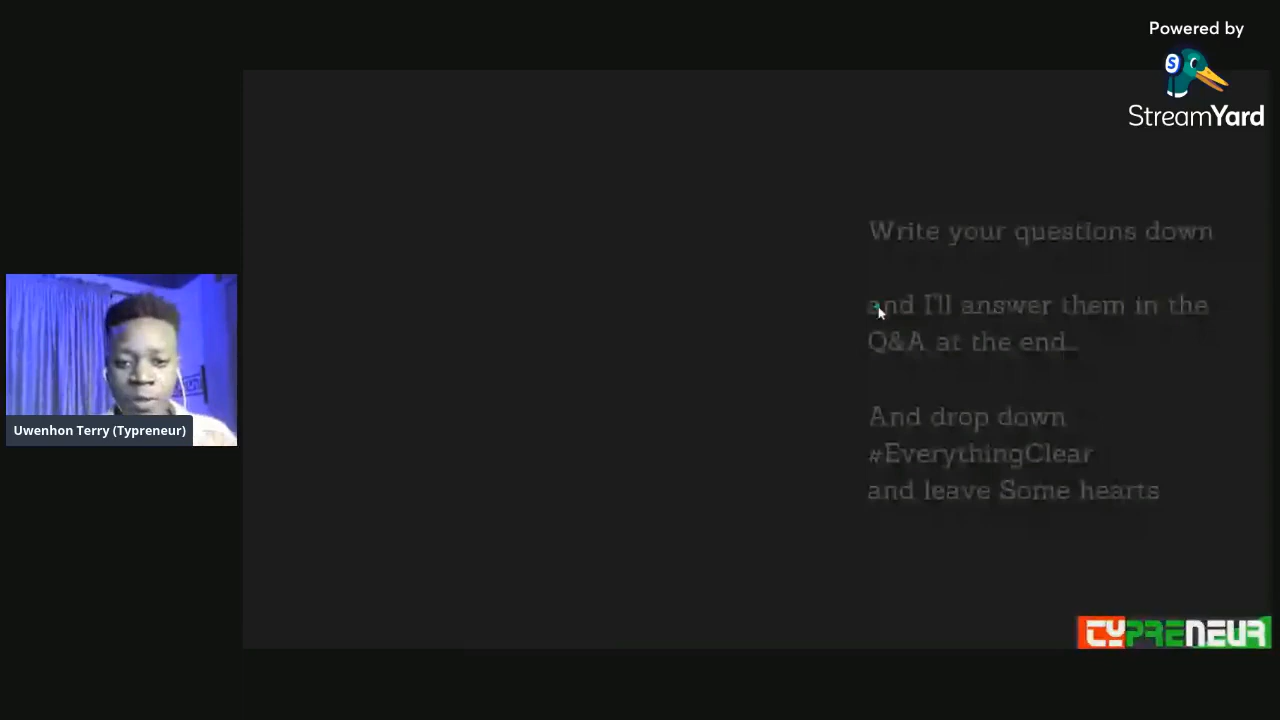 Powered by
StreamYard
Write your questions down
and I'll answer them in the
Q&A at the end...
And drop down
#EverythingClear
and leave Some hearts
Uwenhon Terry (Typreneur)
TYPRENEUR